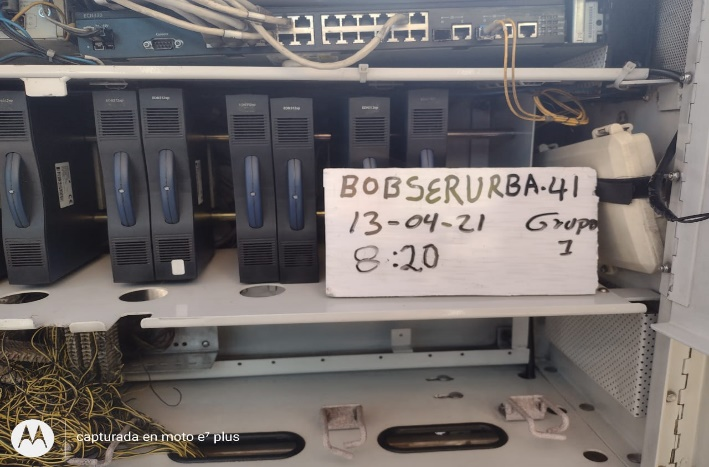 BOBSERURBA-41
13-04-21 Grupo
8:20 1
capturada en moto e⁷ plus